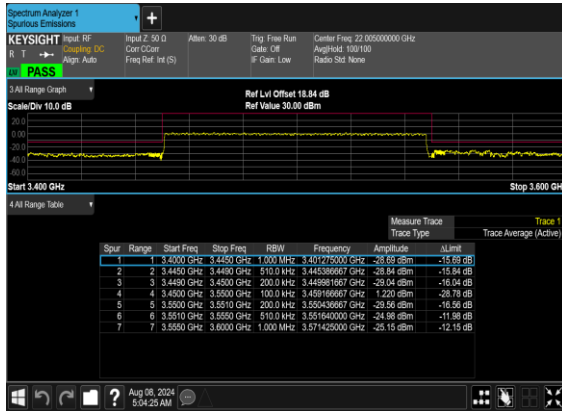 Spectrum Analyzer 1
Spurious Emissions
+
KEYSIGHT Input: RF Input Z: 50 Ω Atten: 30 dB Trig: Free Run Center Freq: 22.005000000 GHz
R T Coupling: DC Corr CCorr Gate: Off Avg|Hold: 100/100
Align: Auto Freq Ref: Int (S) IF Gain: Low Radio Std: None
PASS
3 All Range Graph
Ref Lvl Offset 18.84 dB
Scale/Div 10.0 dB Ref Value 30.00 dBm
20.0
0.00
-20.0
-40.0
-60.0
Start 3.400 GHz Stop 3.600 GH
4 All Range Table
Measure Trace Trace 1
Trace Type Trace Average (Active)
Spur Range Start Freq Stop Freq RBW Frequency Amplitude ΔLimit
1 1 3.4000 GHz 3.4450 GHz 1.000 MHz 3.401275000 GHz -28.69 dBm -15.69 dB
2 2 3.4450 GHz 3.4490 GHz 510.0 kHz 3.445386667 GHz -28.84 dBm -15.84 dB
3 3 3.4490 GHz 3.4500 GHz 200.0 kHz 3.449981667 GHz -29.04 dBm -16.04 dB
4 4 3.4500 GHz 3.5500 GHz 100.0 kHz 3.459166667 GHz 1.220 dBm -28.78 dB
5 5 3.5500 GHz 3.5510 GHz 200.0 kHz 3.550436667 GHz -29.56 dBm -16.56 dB
6 6 3.5510 GHz 3.5550 GHz 510.0 kHz 3.551640000 GHz -24.98 dBm -11.98 dB
7 7 3.5550 GHz 3.6000 GHz 1.000 MHz 3.571425000 GHz -25.15 dBm -12.15 dB
? Aug 08, 2024
5:04:25 AM